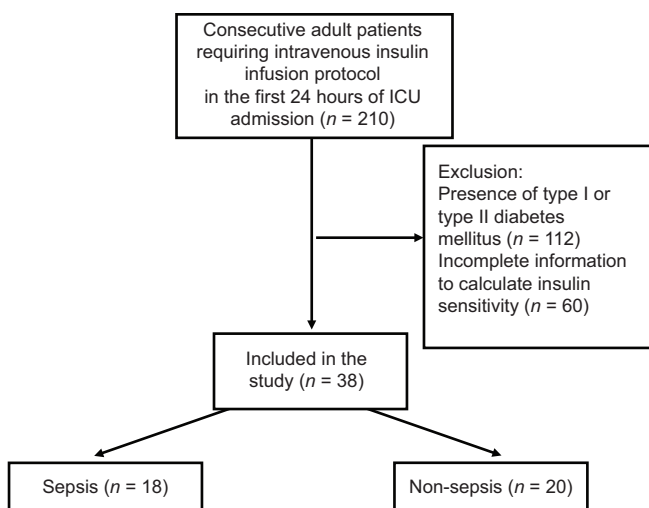 Consecutive adult patients
requiring intravenous insulin
infusion protocol
in the first 24 hours of ICU
admission (n = 210)
Exclusion:
Presence of type I or
type II diabetes
mellitus (n = 112)
Incomplete information
to calculate insulin
sensitivity (n = 60)
Included in the
study (n = 38)
Sepsis (n = 18)
Non-sepsis (n = 20)